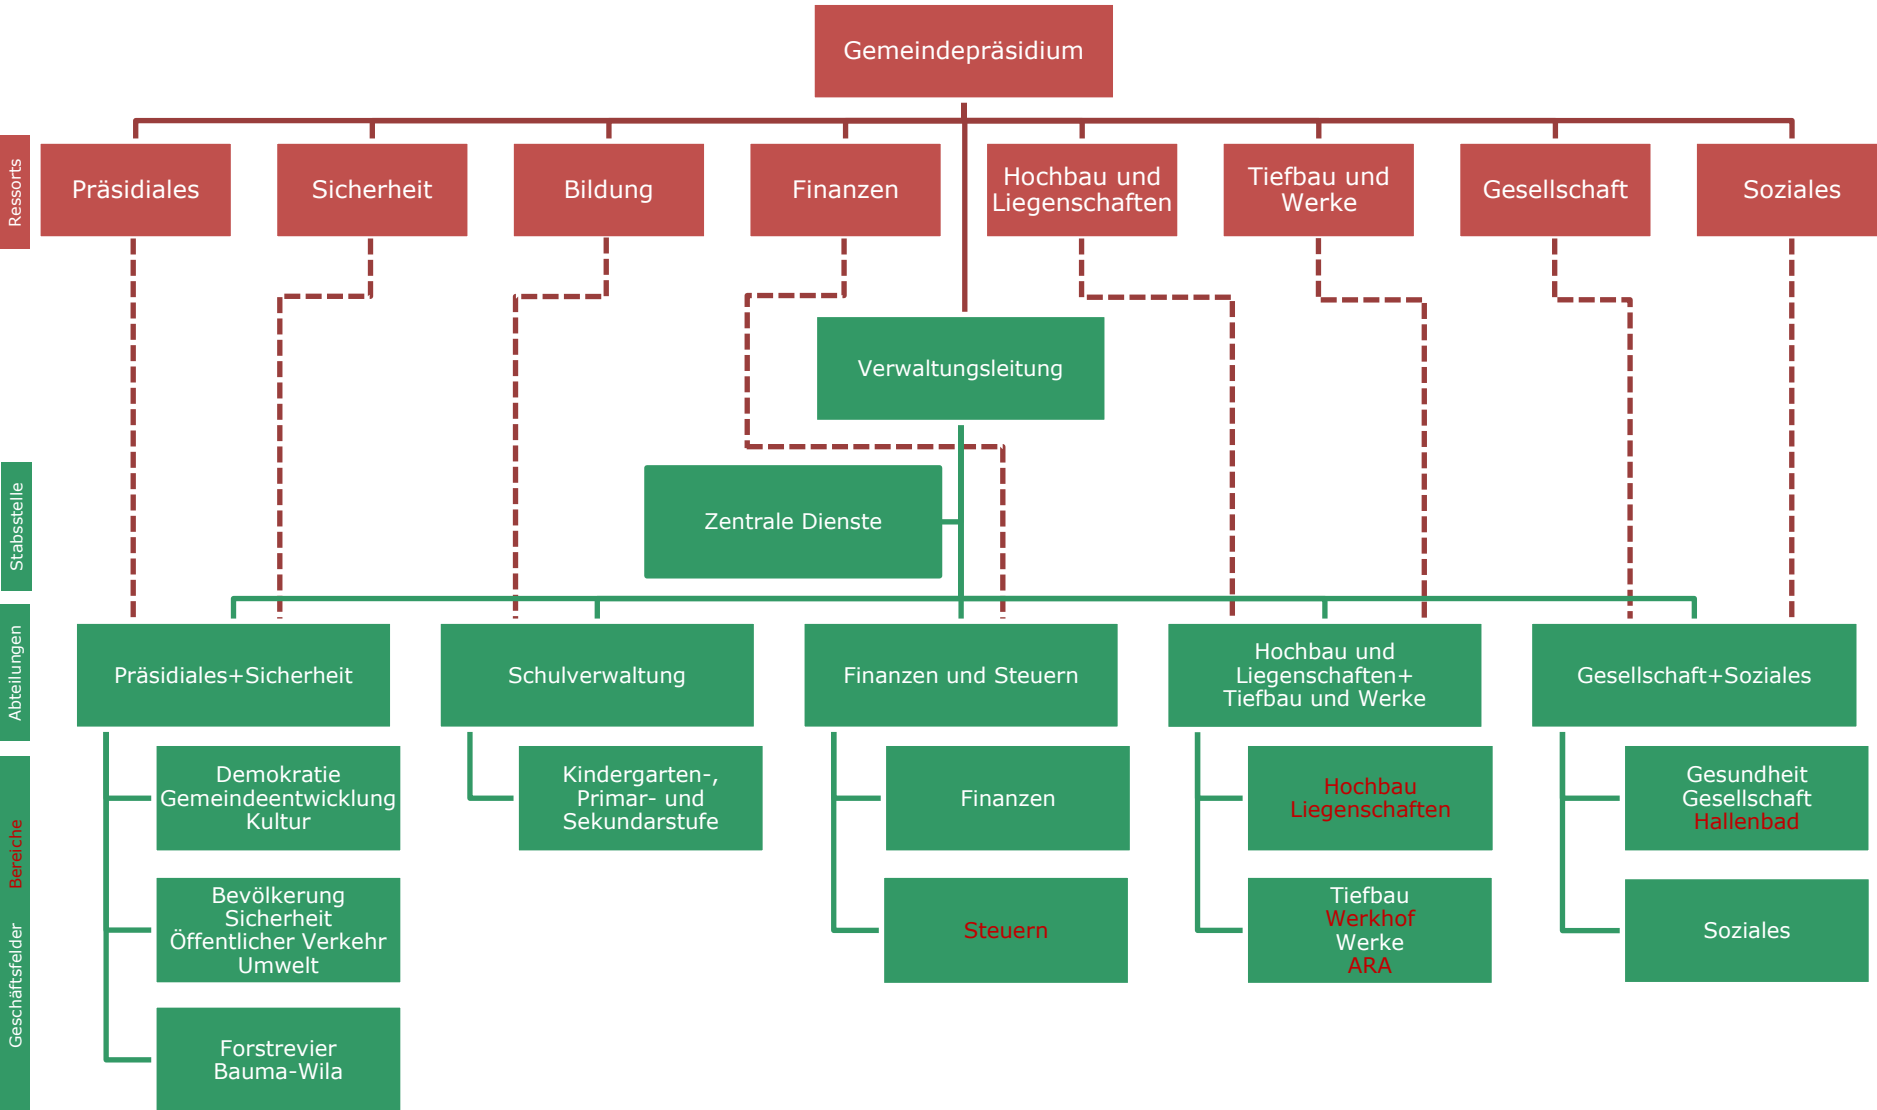 Gemeindepräsidium
Ressorts
Präsidiales
Sicherheit
Bildung
Finanzen
Hochbau und
Liegenschaften
Tiefbau und
Werke
Gesellschaft
Soziales
Verwaltungsleitung
Stabsstelle
Zentrale Dienste
Abteilungen
Präsidiales+Sicherheit
Schulverwaltung
Finanzen und Steuern
Hochbau und
Liegenschaften+
Tiefbau und Werke
Gesellschaft+Soziales
Geschäftsfelder Bereiche
Demokratie
Gemeindeentwicklung
Kultur
Kindergarten-,
Primar- und
Sekundarstufe
Finanzen
Hochbau
Liegenschaften
Gesundheit
Gesellschaft
Hallenbad
Bevölkerung
Sicherheit
Öffentlicher Verkehr
Umwelt
Steuern
Tiefbau
Werkhof
Werke
ARA
Soziales
Forstrevier
Bauma-Wila